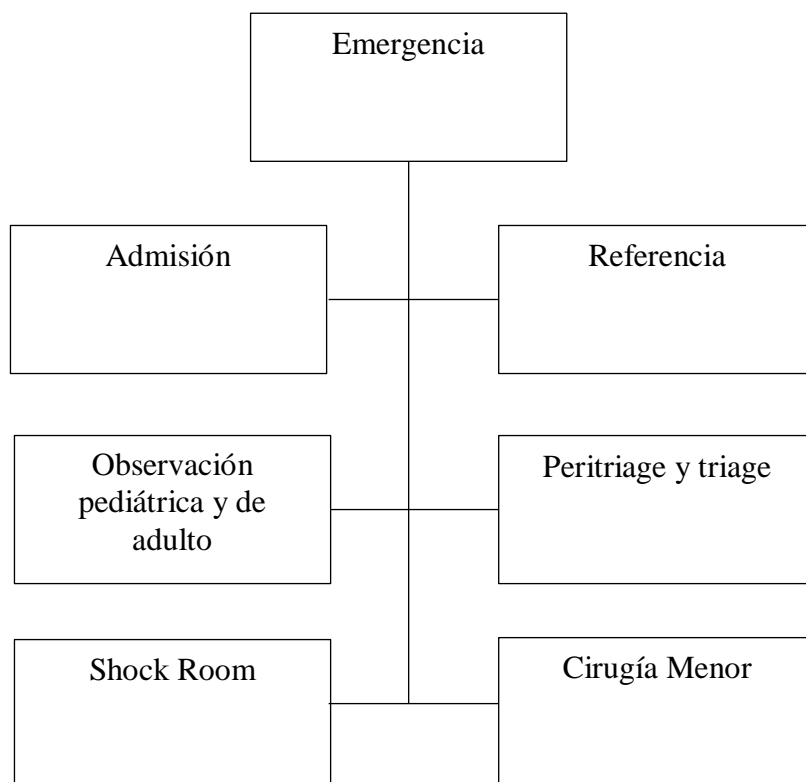 Emergencia
Admisión
Referencia
Observación
pediátrica y de
adulto
Peritriage y triage
Shock Room
Cirugía Menor